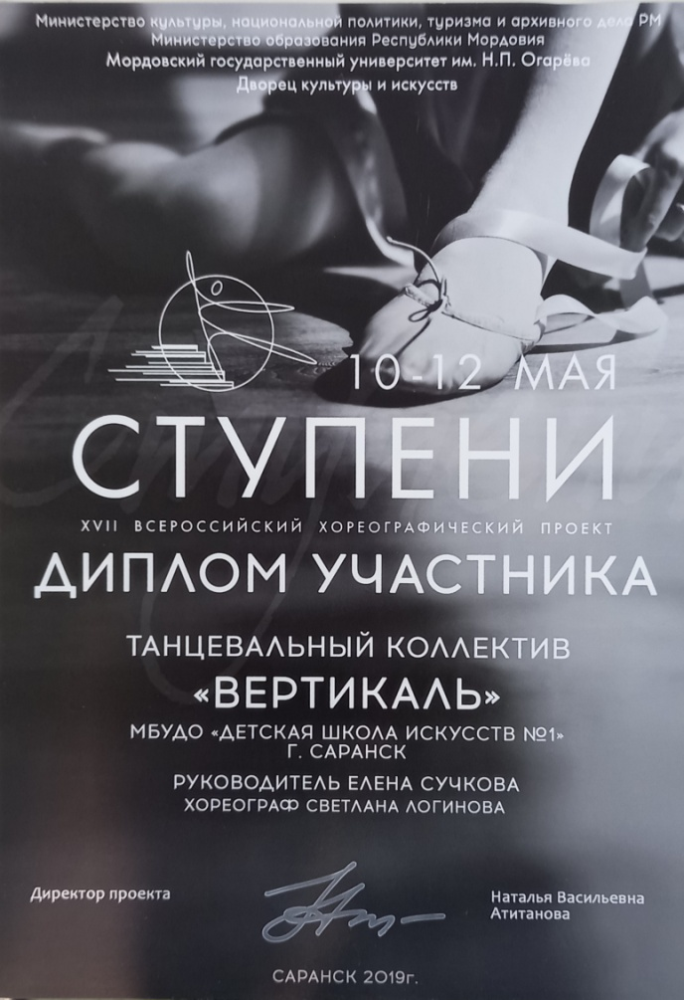 Министерство культуры, национальной политики, туризма и архивного дела РМ
Министерство образования Республики Мордовия
Мордовский государственный университет им. Н.П. Огарёва
Дворец культуры и искусств
10-12 МАЯ
СТУПЕНИ
XVII ВСЕРОССИЙСКИЙ ХОРЕОГРАФИЧЕСКИЙ ПРОЕКТ
ДИПЛОМ УЧАСТНИКА
ТАНЦЕВАЛЬНЫЙ КОЛЛЕКТИВ
«ВЕРТИКАЛЬ»
МБУДО «ДЕТСКАЯ ШКОЛА ИСКУССТВ №1»
Г. САРАНСК
РУКОВОДИТЕЛЬ ЕЛЕНА СУЧКОВА
ХОРЕОГРАФ СВЕТЛАНА ЛОГИНОВА
Директор проекта
Наталья Васильевна
Атитанова
САРАНСК 2019г.